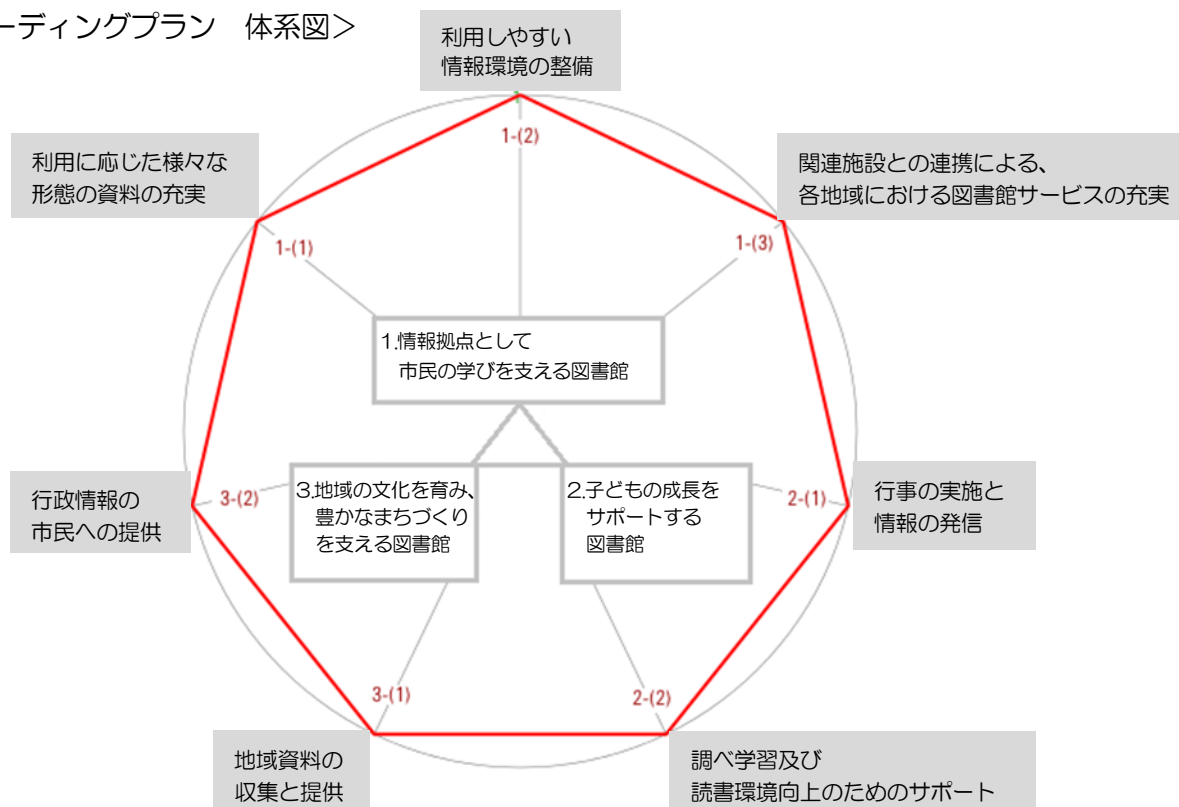 ーディングプラン　体系図＞
利用しやすい
情報環境の整備
1-(2)
利用に応じた様々な
形態の資料の充実
関連施設との連携による、
各地域における図書館サービスの充実
1-(1)
1-(3)
1.情報拠点として
市民の学びを支える図書館
行政情報の
市民への提供
3-(2)
3.地域の文化を育み、
豊かなまちづくり
を支える図書館
2.子どもの成長を
サポートする
図書館
2-(1)
行事の実施と
情報の発信
3-(1)
2-(2)
地域資料の
収集と提供
調べ学習及び
読書環境向上のためのサポート